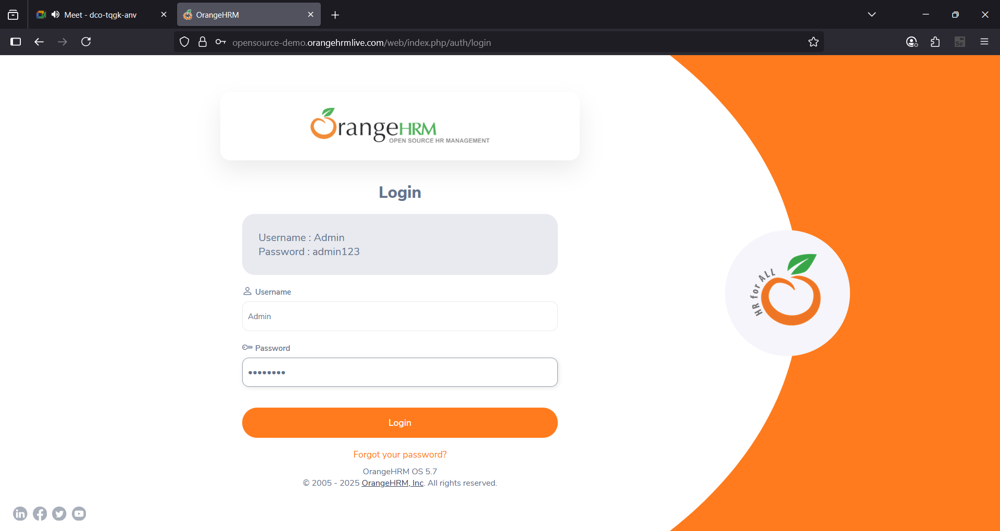 Meet - dco-tqgk-anv
OrangeHRM
opensource-demo.orangehrmlive.com/web/index.php/auth/login
Se
OrangeHRM
OPEN SOURCE HR MANAGEMENT
Login
Username : Admin
Password : admin123
Username
Admin
Password
••••••••
Login
Forgot your password?
OrangeHRM OS 5.7
© 2005 - 2025 OrangeHRM, Inc. All rights reserved.
HR for ALL